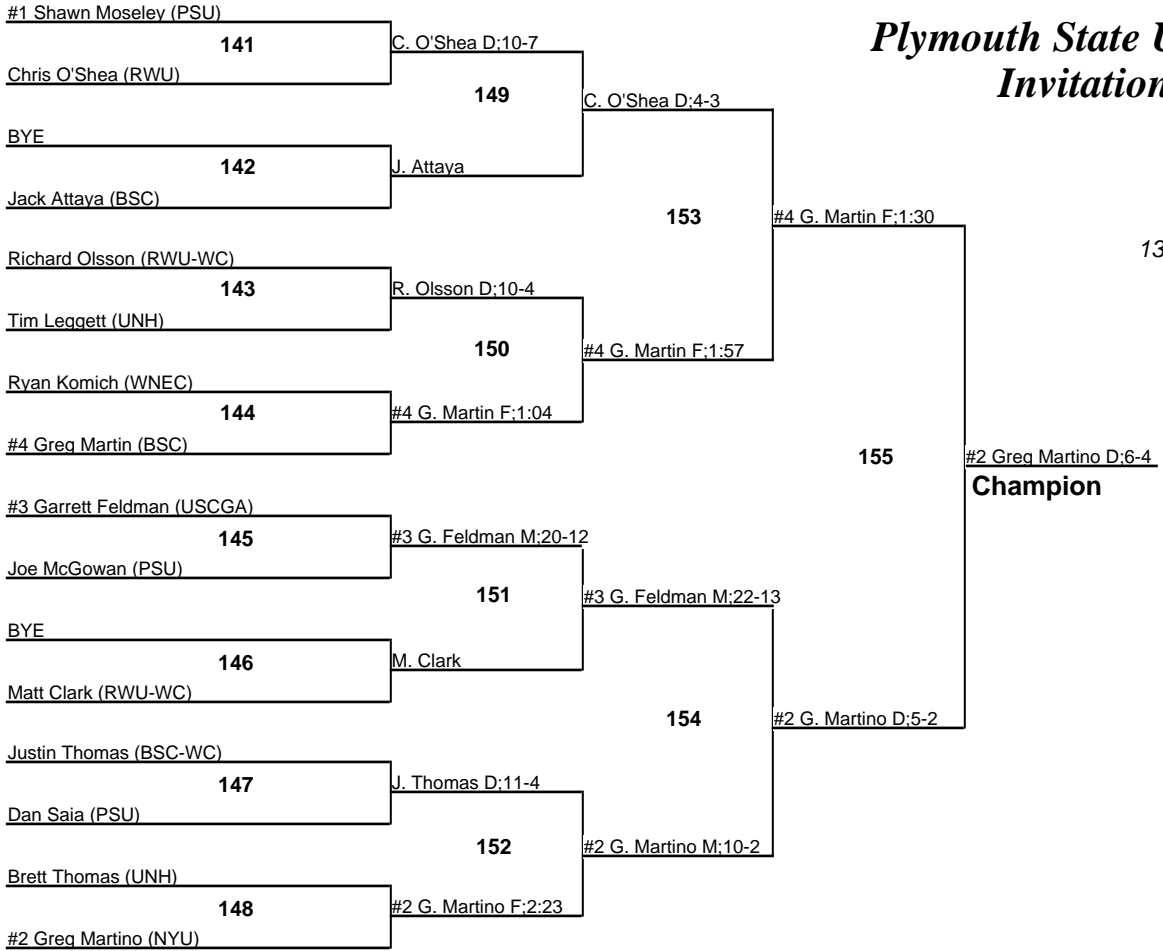 #1 Shawn Moseley (PSU)
141
Chris O'Shea (RWU)
C. O'Shea D;10-7
Plymouth State U
Invitation
149
C. O'Shea D;4-3
BYE
142
Jack Attaya (BSC)
J. Attaya
153
#4 G. Martin F;1:30
13
Richard Olsson (RWU-WC)
143
Tim Leggett (UNH)
R. Olsson D;10-4
150
#4 G. Martin F;1:57
Ryan Komich (WNEC)
144
#4 Greg Martin (BSC)
#4 G. Martin F;1:04
155
#2 Greg Martino D;6-4
Champion
#3 Garrett Feldman (USCGA)
145
Joe McGowan (PSU)
#3 G. Feldman M;20-12
151
#3 G. Feldman M;22-13
BYE
146
Matt Clark (RWU-WC)
M. Clark
154
#2 G. Martino D;5-2
Justin Thomas (BSC-WC)
147
Dan Saia (PSU)
J. Thomas D;11-4
152
#2 G. Martino M;10-2
Brett Thomas (UNH)
148
#2 Greg Martino (NYU)
#2 G. Martino F;2:23